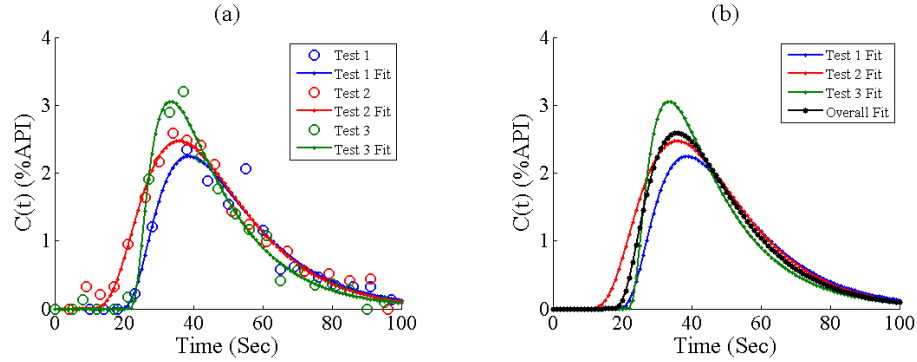 (a)
C(t) (%API)
4
3
2
1
0
0
20
40
60
80
100
Time (Sec)
Test 1
Test 1 Fit
Test 2
Test 2 Fit
Test 3
Test 3 Fit
(b)
C(t) (%API)
4
3
2
1
0
0
20
40
60
80
100
Time (Sec)
Test 1 Fit
Test 2 Fit
Test 3 Fit
Overall Fit